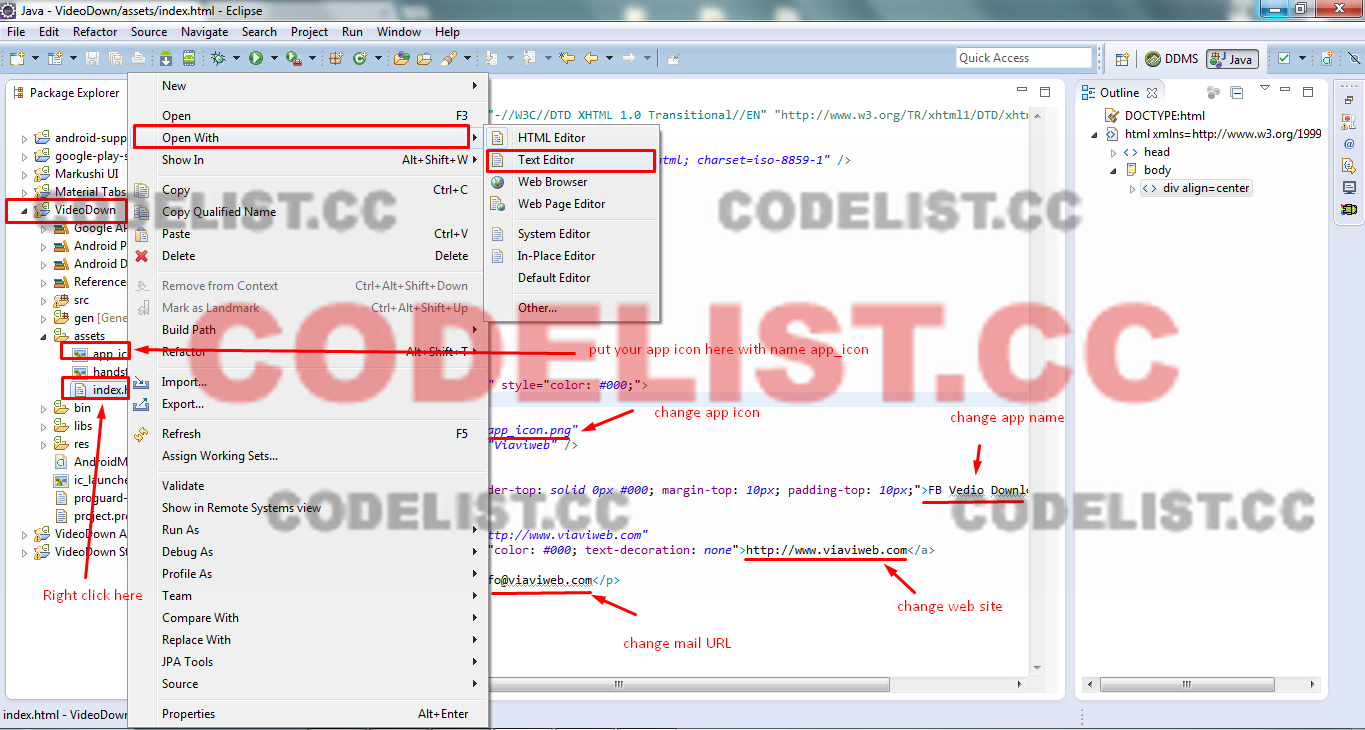 Java - VideoDown/assets/index.html - Eclipse
File Edit Refactor Source Navigate Search Project Run Window Help
Quick Access
DDMS
Java
Package Explorer
android-supp
google-play-s
Markushi UI
Material Tabs
VideoDown
Google AP
Android P
Android D
Reference
src
gen [Gene
assets
app_ic
handst
index.h
bin
libs
res
AndroidM
ic_launche
proguard-
project.pro
VideoDown A
VideoDown St
Right click here
New
Open F3
Open With
Show In Alt+Shift+W
Copy Ctrl+C
Copy Qualified Name
Paste Ctrl+V
Delete Delete
Remove from Context Ctrl+Alt+Shift+Down
Mark as Landmark Ctrl+Alt+Shift+Up
Build Path
Refactor Alt+Shift+T
Import...
Export...
Refresh F5
Assign Working Sets...
Validate
Show in Remote Systems view
Run As
Debug As
Profile As
Team
Compare With
Replace With
JPA Tools
Source
Properties Alt+Enter
HTML Editor
Text Editor
Web Browser
Web Page Editor
System Editor
In-Place Editor
Default Editor
Other...
"-//W3C//DTD XHTML 1.0 Transitional//EN" "http://www.w3.org/TR/xhtml1/DTD/xhtm
tml; charset=iso-8859-1" />
put your app icon here with name app_icon
" style="color: #000;">
change app icon
change app name
app_icon.png"
"Viaviweb" />
der-top: solid 0px #000; margin-top: 10px; padding-top: 10px;">FB Vedio Downl
ttp://www.viaviweb.com"
"color: #000; text-decoration: none">http://www.viaviweb.com</a>
fo@viaviweb.com</p>
change web site
change mail URL
Outline
DOCTYPE:html
html xmlns=http://www.w3.org/1999
head
body
div align=center
index.html - VideoDown
CODELIST.CC
CODELIST.CC
CODELIST.CC
CODELIST.CC
CODELIST.CC